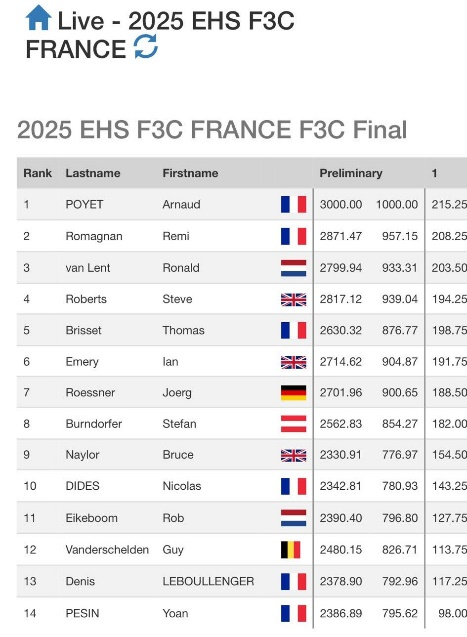 Live - 2025 EHS F3C
FRANCE
2025 EHS F3C FRANCE F3C Final
Rank Lastname Firstname Preliminary 1
1 POYET Arnaud 3000.00 1000.00 215.25
2 Romagnan Remi 2871.47 957.15 208.25
3 van Lent Ronald 2799.94 933.31 203.50
4 Roberts Steve 2817.12 939.04 194.25
5 Brisset Thomas 2630.32 876.77 198.75
6 Emery Ian 2714.62 904.87 191.75
7 Roessner Joerg 2701.96 900.65 188.50
8 Burndorfer Stefan 2562.83 854.27 182.00
9 Naylor Bruce 2330.91 776.97 154.50
10 DIDES Nicolas 2342.81 780.93 143.25
11 Eikeboom Rob 2390.40 796.80 127.75
12 Vanderschelden Guy 2480.15 826.71 113.75
13 Denis LEBOULLENGER 2378.90 792.96 117.25
14 PESIN Yoan 2386.89 795.62 98.00